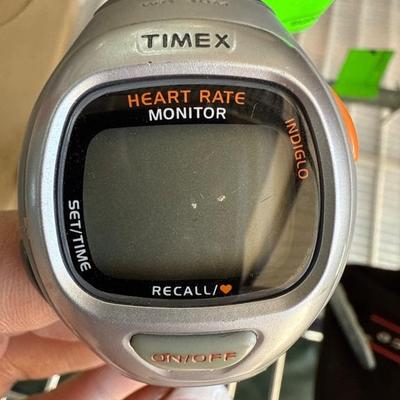 TIMEX
HEART RATE
MONITOR
INDIGLO
SET/TIME
RECALL/♥
ON/OFF